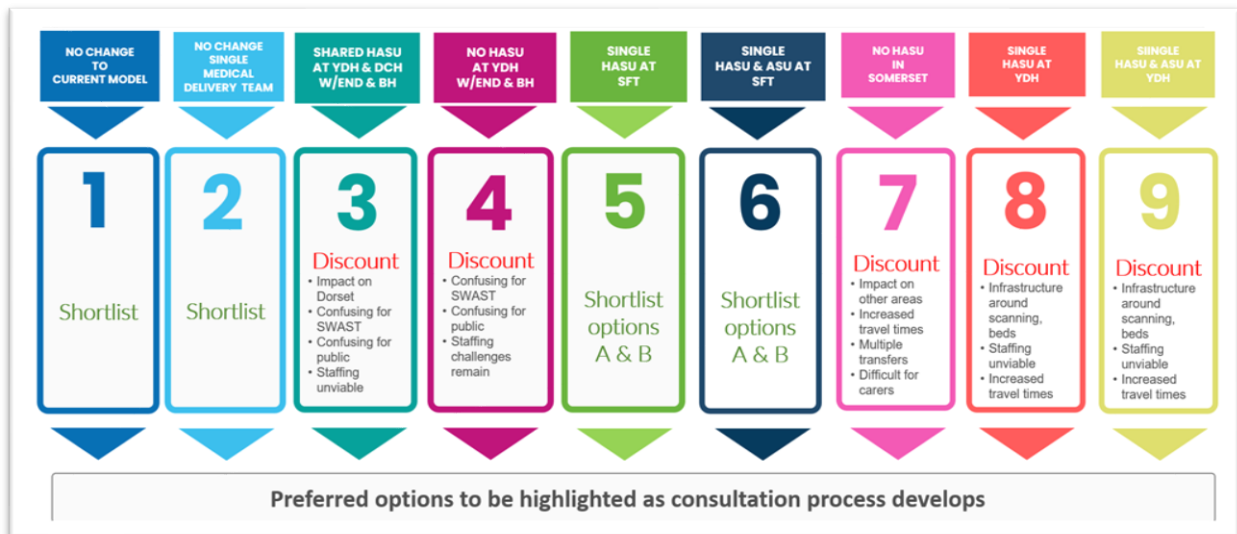 NO CHANGE
TO
CURRENT MODEL
NO CHANGE
SINGLE
MEDICAL
DELIVERY TEAM
SHARED HASU
AT YDH & DCH
W/END & BH
NO HASU
AT YDH
W/END & BH
SINGLE
HASU AT
SFT
SINGLE
HASU & ASU AT
SFT
NO HASU
IN
SOMERSET
SINGLE
HASU AT
YDH
SIINGLE
HASU & ASU AT
YDH
1
Shortlist
2
Shortlist
3
Discount
• Impact on
Dorset
• Confusing for
SWAST
• Confusing for
public
• Staffing
unviable
4
Discount
• Confusing for
SWAST
• Confusing for
public
• Staffing
challenges
remain
5
Shortlist
options
A & B
6
Shortlist
options
A & B
7
Discount
• Impact on
other areas
• Increased
travel times
• Multiple
transfers
• Difficult for
carers
8
Discount
• Infrastructure
around
scanning,
beds
• Staffing
unviable
• Increased
travel times
9
Discount
• Infrastructure
around
scanning,
beds
• Staffing
unviable
• Increased
travel times
Preferred options to be highlighted as consultation process develops